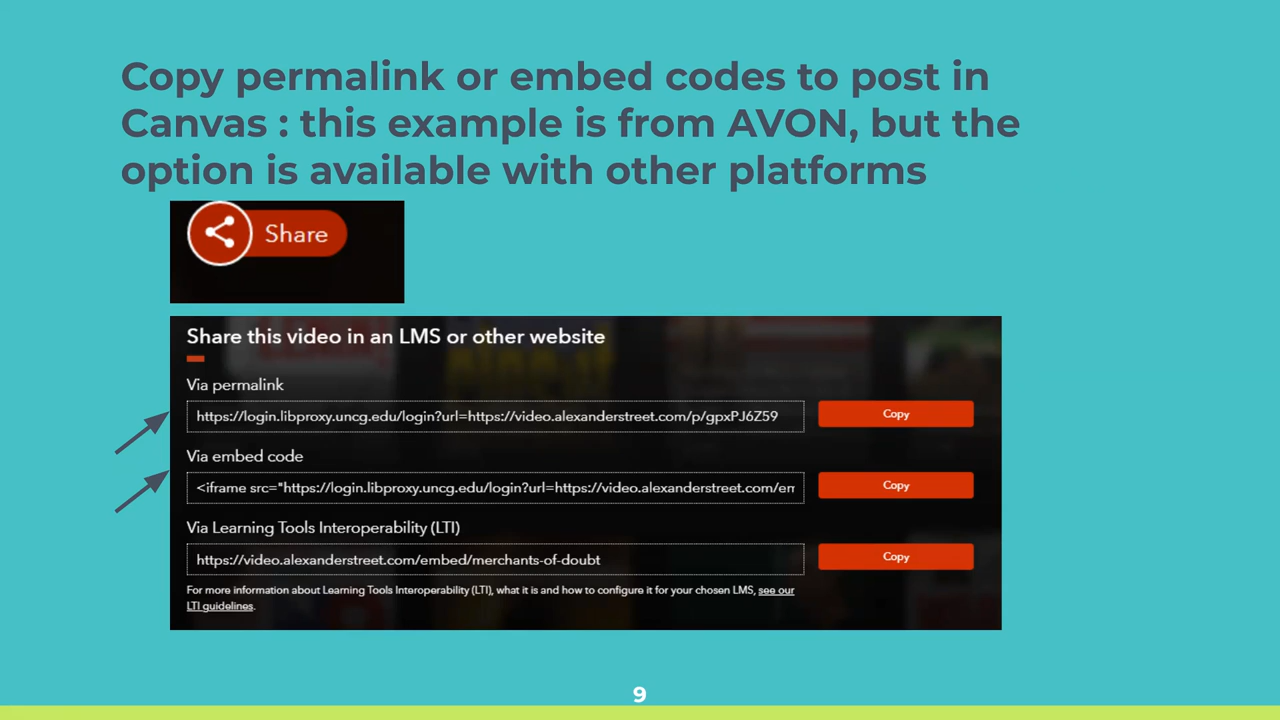 Copy permalink or embed codes to post in
Canvas : this example is from AVON, but the
option is available with other platforms
Share
Share this video in an LMS or other website
Via permalink
https://login.libproxy.uncg.edu/login?url=https://video.alexanderstreet.com/p/gpxPJ6Z59 Copy
Via embed code
<iframe src="https://login.libproxy.uncg.edu/login?url=https://video.alexanderstreet.com/em Copy
Via Learning Tools Interoperability (LTI)
https://video.alexanderstreet.com/embed/merchants-of-doubt Copy
For more information about Learning Tools Interoperability (LTI), what it is and how to configure it for your chosen LMS, see our
LTI guidelines.
9